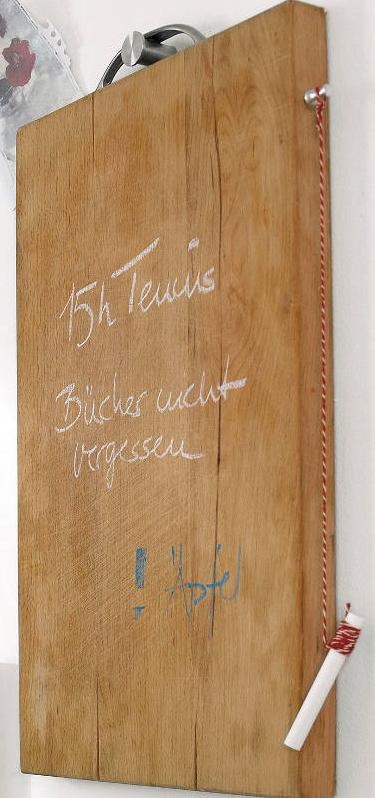 15h Tennis
Bücher nicht
vergessen
! Äpfel